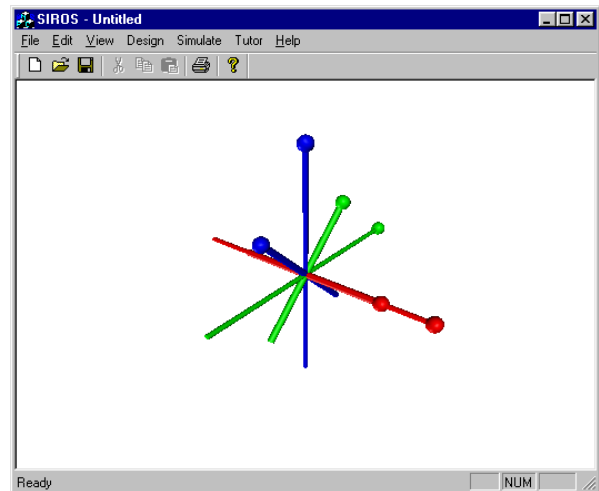 SIROS - Untitled
File Edit View Design Simulate Tutor Help
Ready NUM